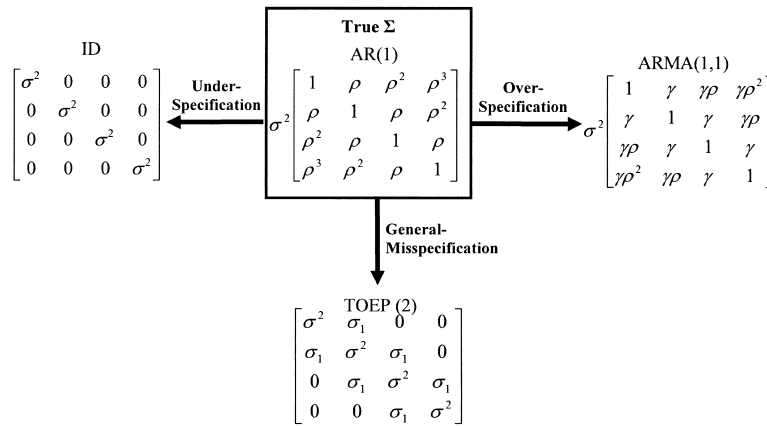 True Σ
AR(1)
σ² [1 ρ ρ² ρ³
ρ 1 ρ ρ²
ρ² ρ 1 ρ
ρ³ ρ² ρ 1]
ID
[σ² 0 0 0
0 σ² 0 0
0 0 σ² 0
0 0 0 σ²]
Under-
Specification
Over-
Specification
ARMA(1,1)
σ² [1 γ γρ γρ²
γ 1 γ γρ
γρ γ 1 γ
γρ² γρ γ 1]
General-
Misspecification
TOEP (2)
[σ² σ₁ 0 0
σ₁ σ² σ₁ 0
0 σ₁ σ² σ₁
0 0 σ₁ σ²]